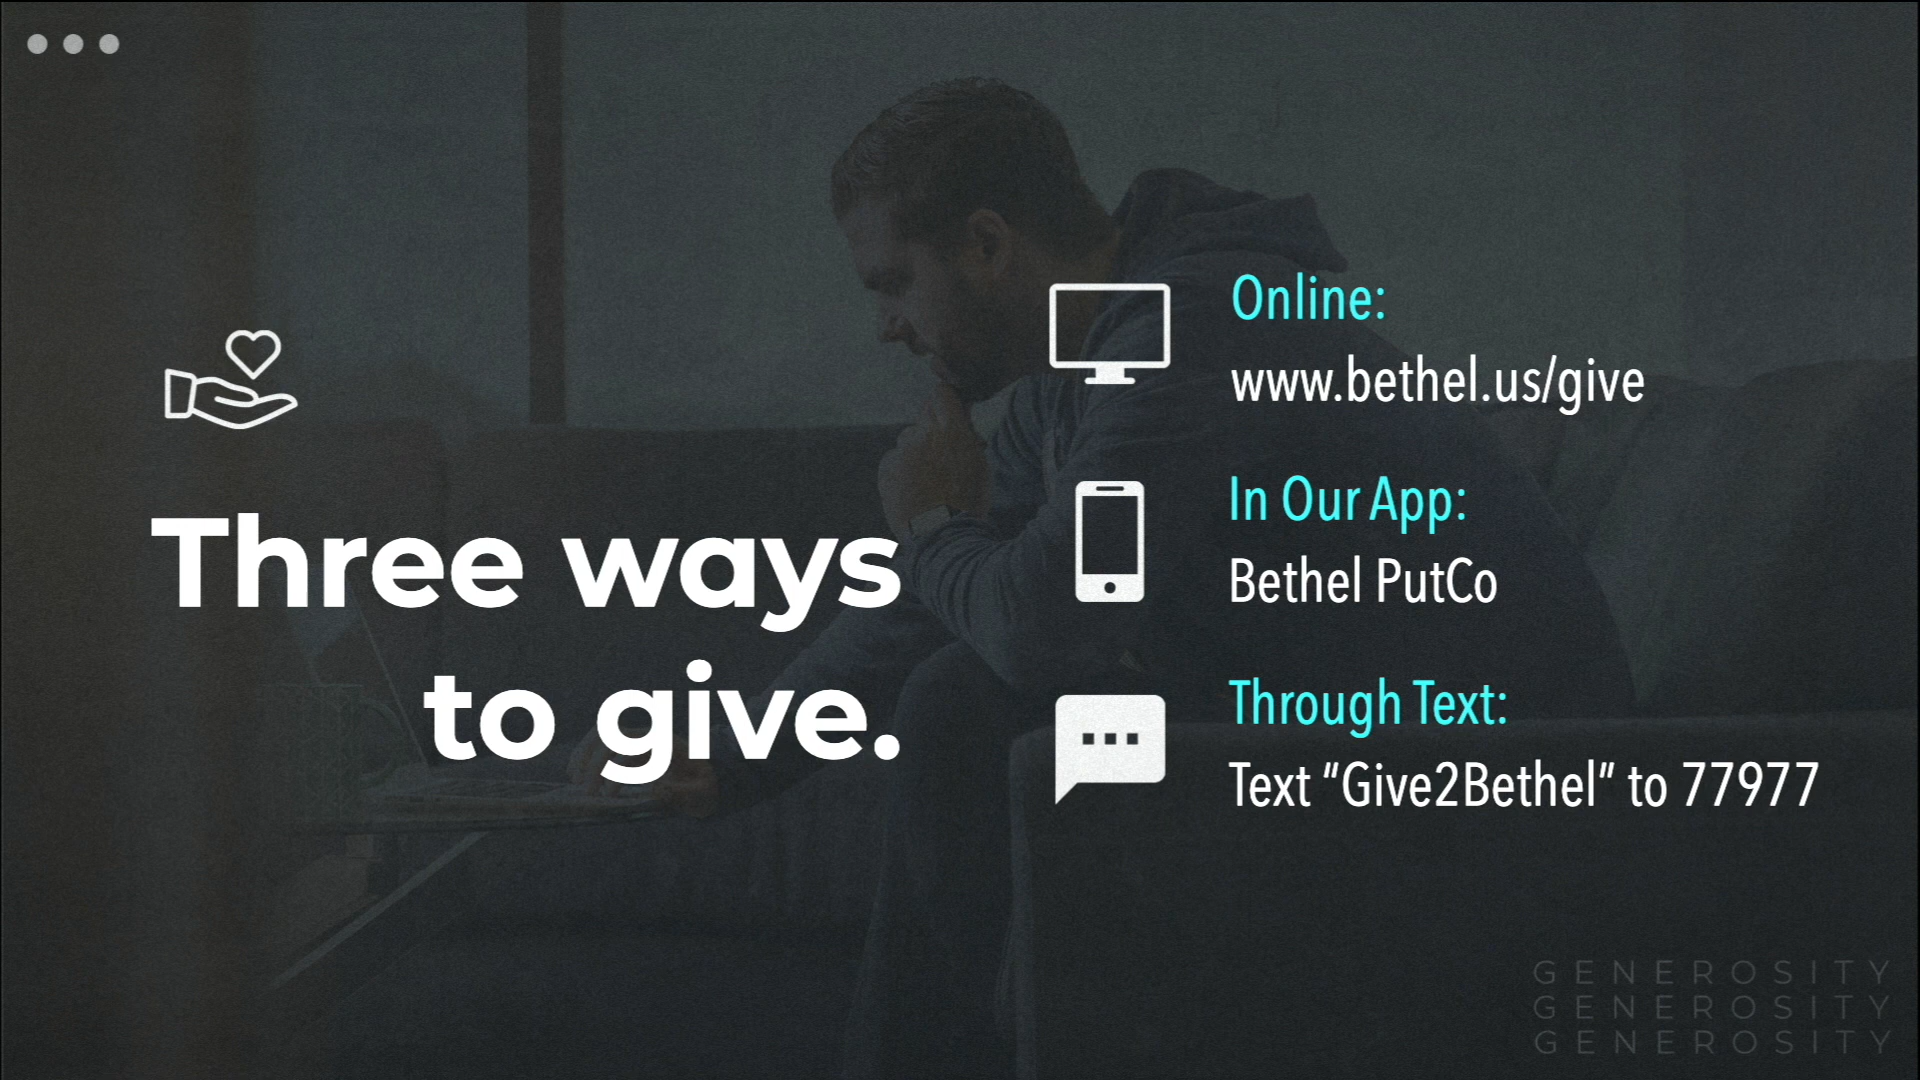 Three ways
to give.
Online:
www.bethel.us/give
In Our App:
Bethel PutCo
Through Text:
Text “Give2Bethel” to 77977
GENEROSITY
GENEROSITY
GENEROSITY